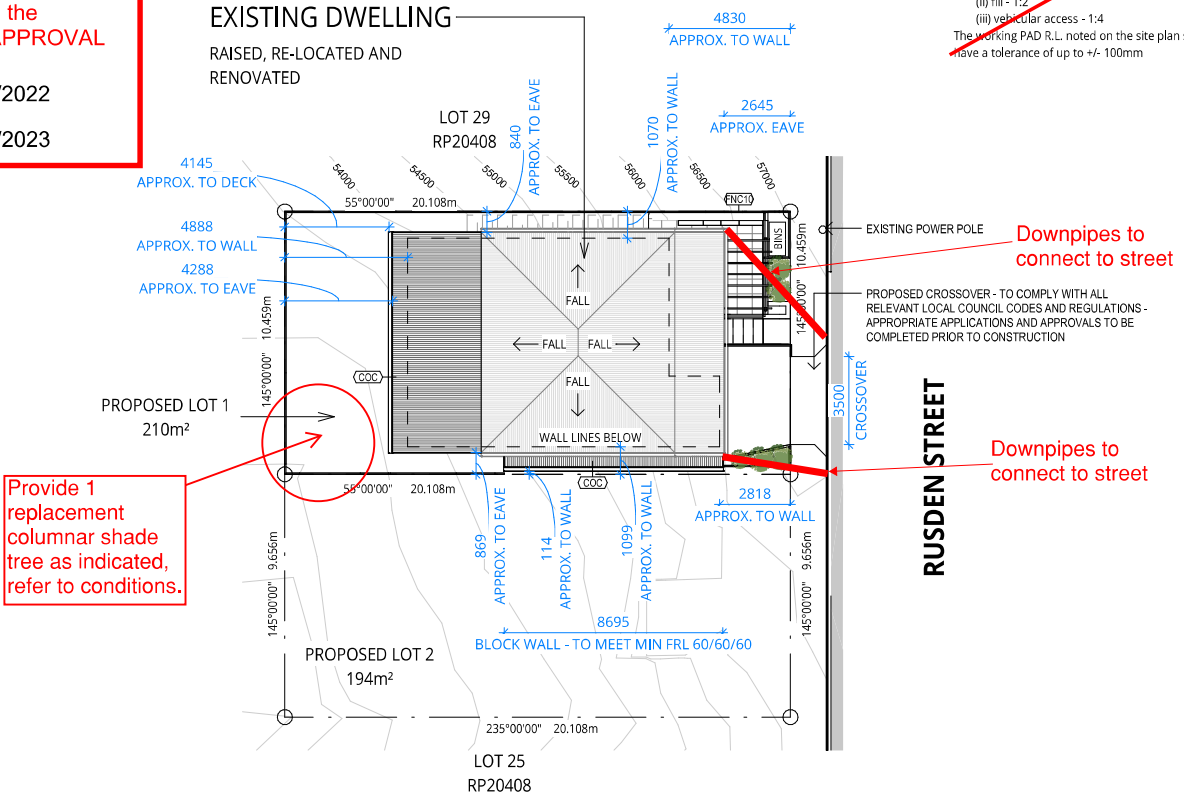 the
APPROVAL
/2022
/2023
EXISTING DWELLING
RAISED, RE-LOCATED AND
RENOVATED
4830
APPROX. TO WALL
(ii) fill - 1:2
(iii) vehicular access - 1:4
The working PAD R.L. noted on the site plan
have a tolerance of up to +/- 100mm
LOT 29
RP20408
840
APPROX. TO EAVE
1070
APPROX. TO WALL
2645
APPROX. EAVE
4145
APPROX. TO DECK
54000
54500
55000
55500
56000
56500
57000
55°00'00" 20.108m
FNC10
4888
APPROX. TO WALL
4288
APPROX. TO EAVE
145°00'00" 10.459m
BINS
145°00'00" 10.459m
EXISTING POWER POLE
Downpipes to
connect to street
PROPOSED CROSSOVER - TO COMPLY WITH ALL
RELEVANT LOCAL COUNCIL CODES AND REGULATIONS -
APPROPRIATE APPLICATIONS AND APPROVALS TO BE
COMPLETED PRIOR TO CONSTRUCTION
FALL
FALL
FALL
FALL
WALL LINES BELOW
COC
COC
3500
CROSSOVER
RUSDEN STREET
PROPOSED LOT 1
210m²
Downpipes to
connect to street
Provide 1
replacement
columnar shade
tree as indicated,
refer to conditions.
55°00'00" 20.108m
869
APPROX. TO EAVE
114
APPROX. TO WALL
1099
APPROX. TO WALL
2818
APPROX. TO WALL
145°00'00" 9.656m
145°00'00" 9.656m
8695
BLOCK WALL - TO MEET MIN FRL 60/60/60
PROPOSED LOT 2
194m²
235°00'00" 20.108m
LOT 25
RP20408